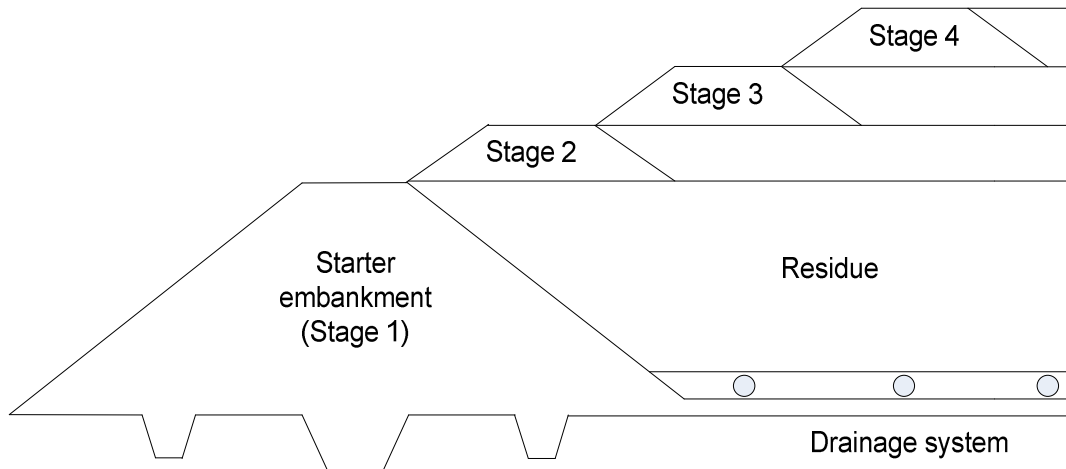 Stage 4
Stage 3
Stage 2
Starter
embankment
(Stage 1)
Residue
Drainage system